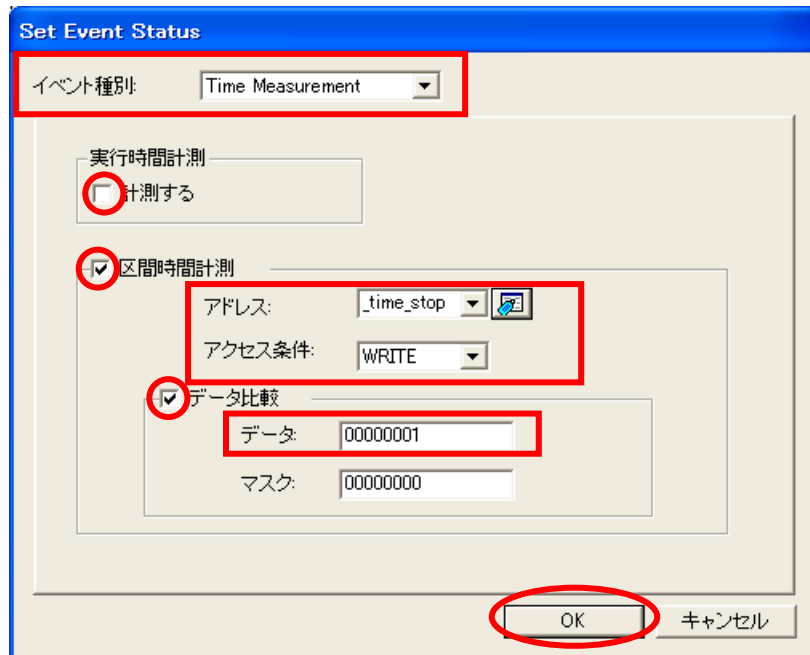 Set Event Status
イベント種別: Time Measurement
実行時間計測
計測する
区間時間計測
アドレス: _time_stop
アクセス条件: WRITE
データ比較
データ: 00000001
マスク: 00000000
OK キャンセル